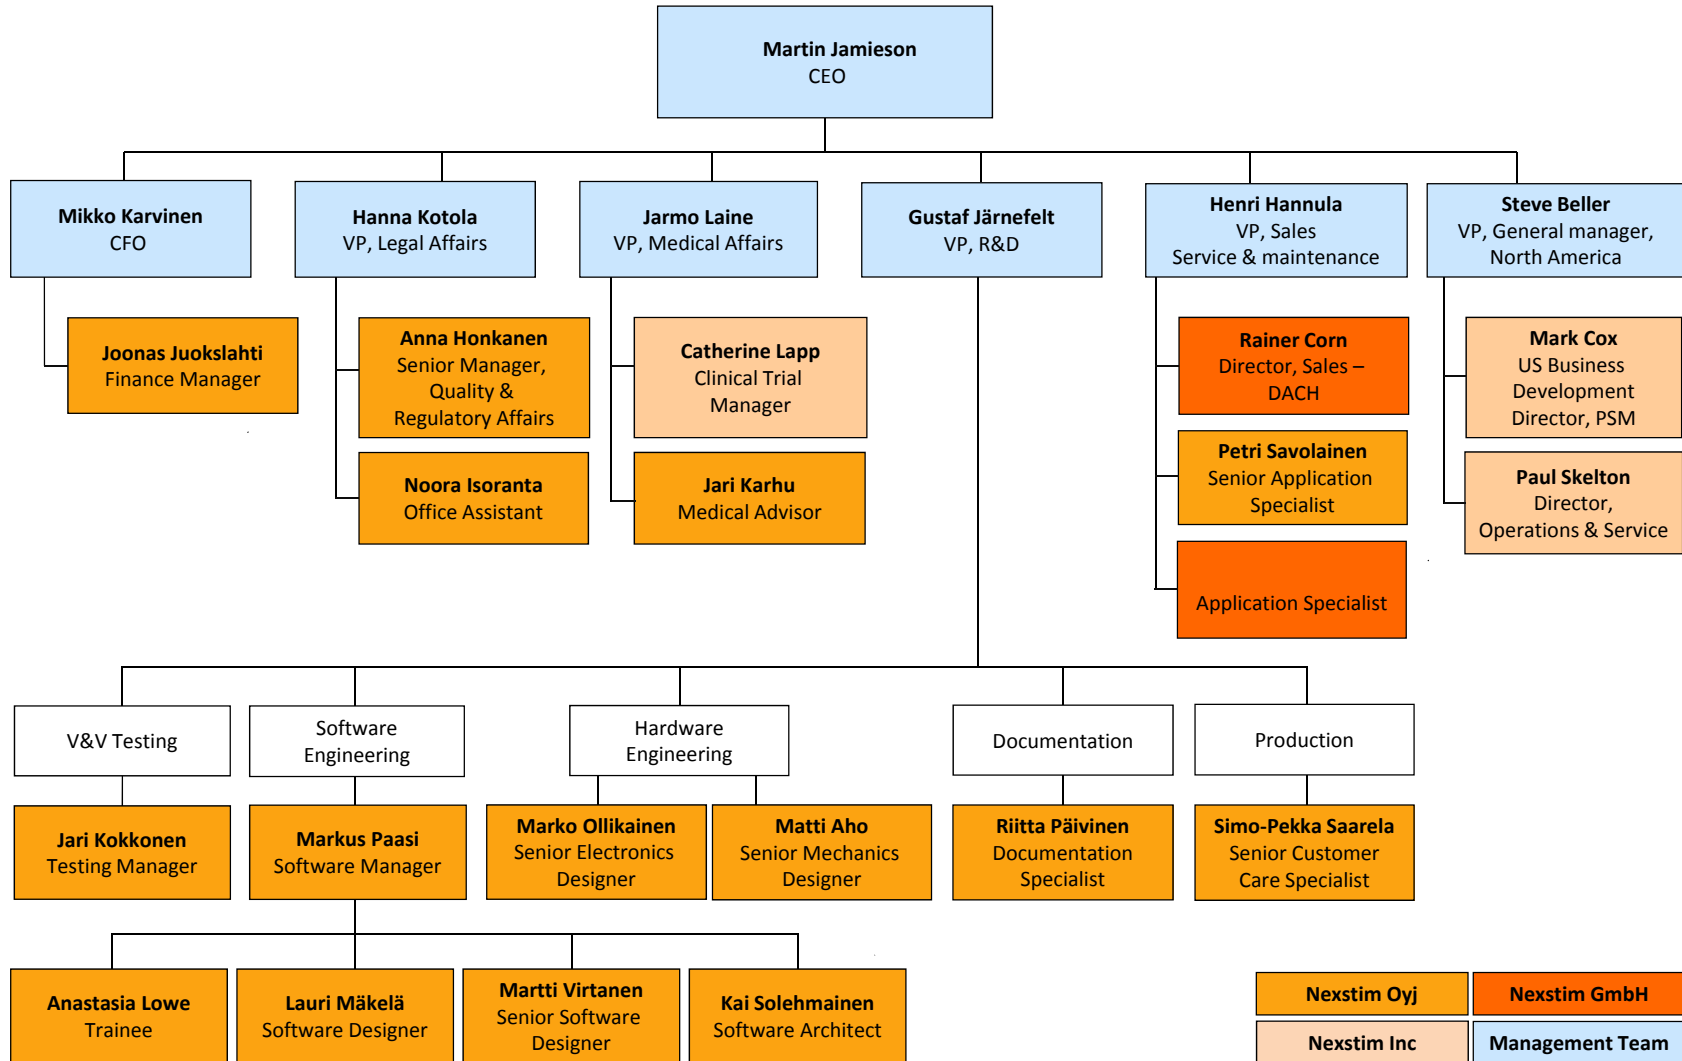 Martin Jamieson
CEO
Mikko Karvinen
CFO
Hanna Kotola
VP, Legal Affairs
Jarmo Laine
VP, Medical Affairs
Gustaf Järnefelt
VP, R&D
Henri Hannula
VP, Sales
Service & maintenance
Steve Beller
VP, General manager,
North America
Joonas Juokslahti
Finance Manager
Anna Honkanen
Senior Manager,
Quality &
Regulatory Affairs
Noora Isoranta
Office Assistant
Catherine Lapp
Clinical Trial
Manager
Jari Karhu
Medical Advisor
Rainer Corn
Director, Sales –
DACH
Petri Savolainen
Senior Application
Specialist
Application Specialist
Mark Cox
US Business
Development
Director, PSM
Paul Skelton
Director,
Operations & Service
V&V Testing
Software
Engineering
Hardware
Engineering
Documentation
Production
Jari Kokkonen
Testing Manager
Markus Paasi
Software Manager
Marko Ollikainen
Senior Electronics
Designer
Matti Aho
Senior Mechanics
Designer
Riitta Päivinen
Documentation
Specialist
Simo-Pekka Saarela
Senior Customer
Care Specialist
Anastasia Lowe
Trainee
Lauri Mäkelä
Software Designer
Martti Virtanen
Senior Software
Designer
Kai Solehmainen
Software Architect
Nexstim Oyj
Nexstim GmbH
Nexstim Inc
Management Team